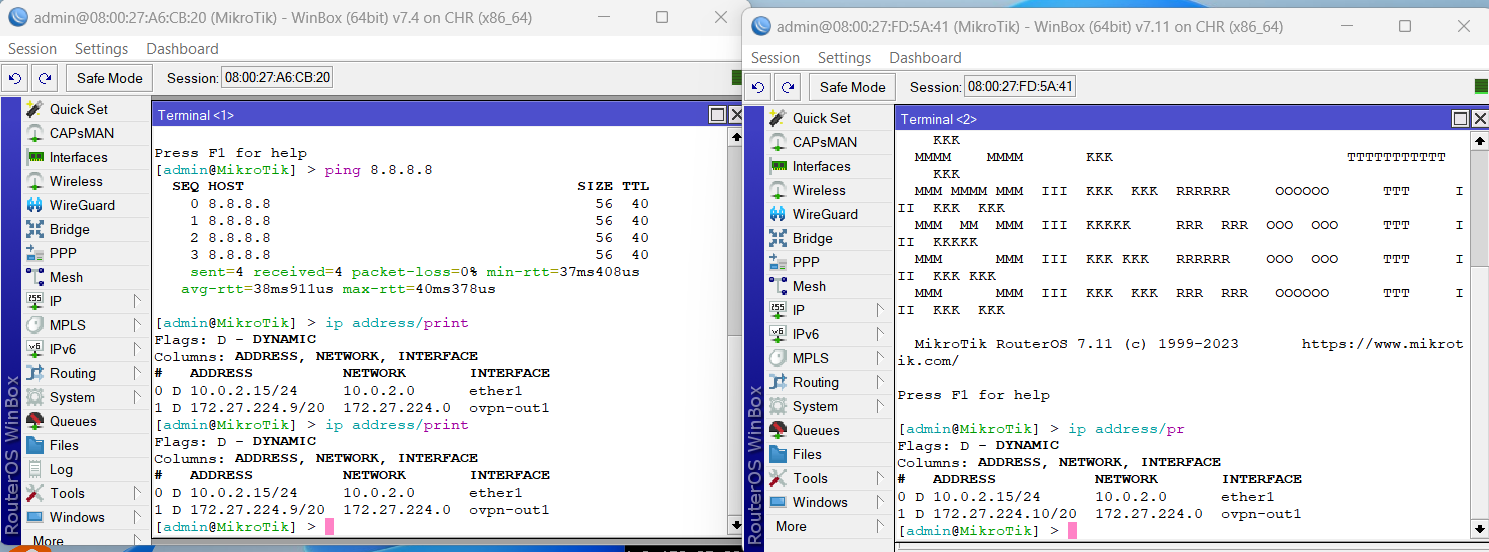 admin@08:00:27:A6:CB:20 (MikroTik) - WinBox (64bit) v7.4 on CHR (x86_64)
Session Settings Dashboard
Safe Mode Session: 08:00:27:A6:CB:20
Quick Set
CAPsMAN
Interfaces
Wireless
WireGuard
Bridge
PPP
Mesh
IP
MPLS
IPv6
Routing
System
Queues
Files
Log
Tools
Windows
More
RouterOS WinBox
Terminal <1>
Press F1 for help
[admin@MikroTik] > ping 8.8.8.8
SEQ HOST SIZE TTL
0 8.8.8.8 56 40
1 8.8.8.8 56 40
2 8.8.8.8 56 40
3 8.8.8.8 56 40
sent=4 received=4 packet-loss=0% min-rtt=37ms408us
avg-rtt=38ms911us max-rtt=40ms378us
[admin@MikroTik] > ip address/print
Flags: D - DYNAMIC
Columns: ADDRESS, NETWORK, INTERFACE
# ADDRESS NETWORK INTERFACE
0 D 10.0.2.15/24 10.0.2.0 ether1
1 D 172.27.224.9/20 172.27.224.0 ovpn-out1
[admin@MikroTik] > ip address/print
Flags: D - DYNAMIC
Columns: ADDRESS, NETWORK, INTERFACE
# ADDRESS NETWORK INTERFACE
0 D 10.0.2.15/24 10.0.2.0 ether1
1 D 172.27.224.9/20 172.27.224.0 ovpn-out1
[admin@MikroTik] >
admin@08:00:27:FD:5A:41 (MikroTik) - WinBox (64bit) v7.11 on CHR (x86_64)
Session Settings Dashboard
Safe Mode Session: 08:00:27:FD:5A:41
Quick Set
CAPsMAN
Interfaces
Wireless
WireGuard
Bridge
PPP
Mesh
IP
IPv6
MPLS
Routing
System
Queues
Files
Tools
Windows
More
RouterOS WinBox
Terminal <2>
KKK
MMMM MMMM KKK TTTTTTTTTTT
KKK
MMM MMMM MMM III KKK KKK RRRRRR OOOOOO TTT I
II KKK KKK
MMM MM MMM III KKKKK RRR RRR OOO OOO TTT I
II KKKKK
MMM MMM III KKK KKK RRRRRR OOO OOO TTT I
II KKK KKK
MMM MMM III KKK KKK RRR RRR OOOOOO TTT I
II KKK KKK
MikroTik RouterOS 7.11 (c) 1999-2023 https://www.mikrot
ik.com/
Press F1 for help
[admin@MikroTik] > ip address/pr
Flags: D - DYNAMIC
Columns: ADDRESS, NETWORK, INTERFACE
# ADDRESS NETWORK INTERFACE
0 D 10.0.2.15/24 10.0.2.0 ether1
1 D 172.27.224.10/20 172.27.224.0 ovpn-out1
[admin@MikroTik] >